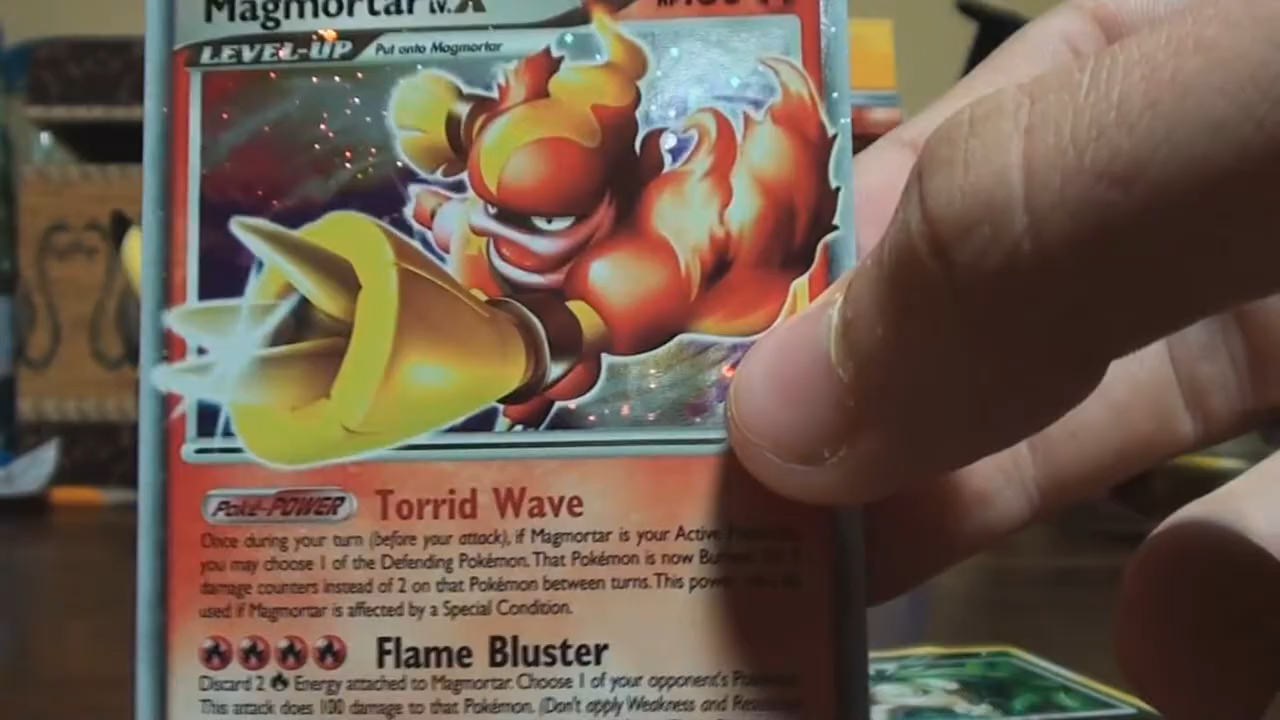 Magmortar LV.X
LEVEL-UP Put onto Magmortar
Poké-POWER Torrid Wave
Once during your turn (before your attack), if Magmortar is your Active
you may choose 1 of the Defending Pokémon. That Pokémon is now
damage counters instead of 2 on that Pokémon between turns. This power
used if Magmortar is affected by a Special Condition.
Flame Bluster
Discard 2 Energy attached to Magmortar. Choose 1 of your opponent's
This attack does 100 damage to that Pokémon. (Don't apply Weakness and